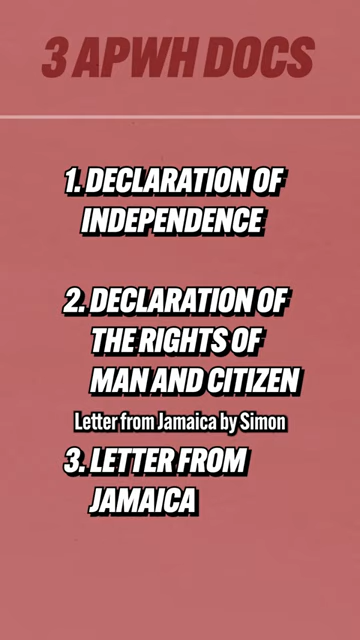 3 APWH DOCS
1. DECLARATION OF
INDEPENDENCE
2. DECLARATION OF
THE RIGHTS OF
MAN AND CITIZEN
Letter from Jamaica by Simon
3. LETTER FROM
JAMAICA